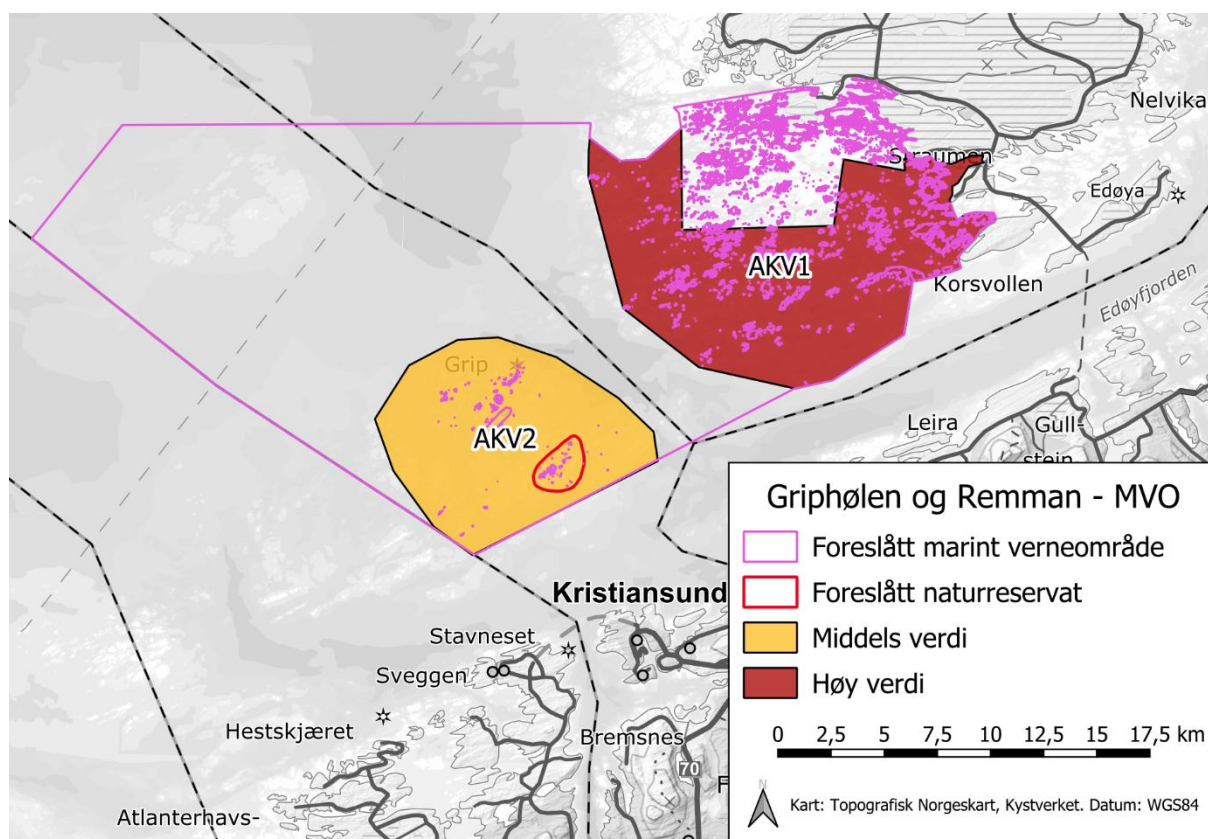 Nelvika
Straumen
Edøya
AKV1
Korsvollen
Edøyfjorden
Grip
AKV2
Leira
Gull-
stein
Kristiansund
Stavneset
Sveggen
Hestskjæret
Bremsnes
70
F
Atlanterhavs-
Griphølen og Remman - MVO
Foreslått marint verneområde
Foreslått naturreservat
Middels verdi
Høy verdi
0 2,5 5 7,5 10 12,5 15 17,5 km
N
Kart: Topografisk Norgeskart, Kystverket. Datum: WGS84